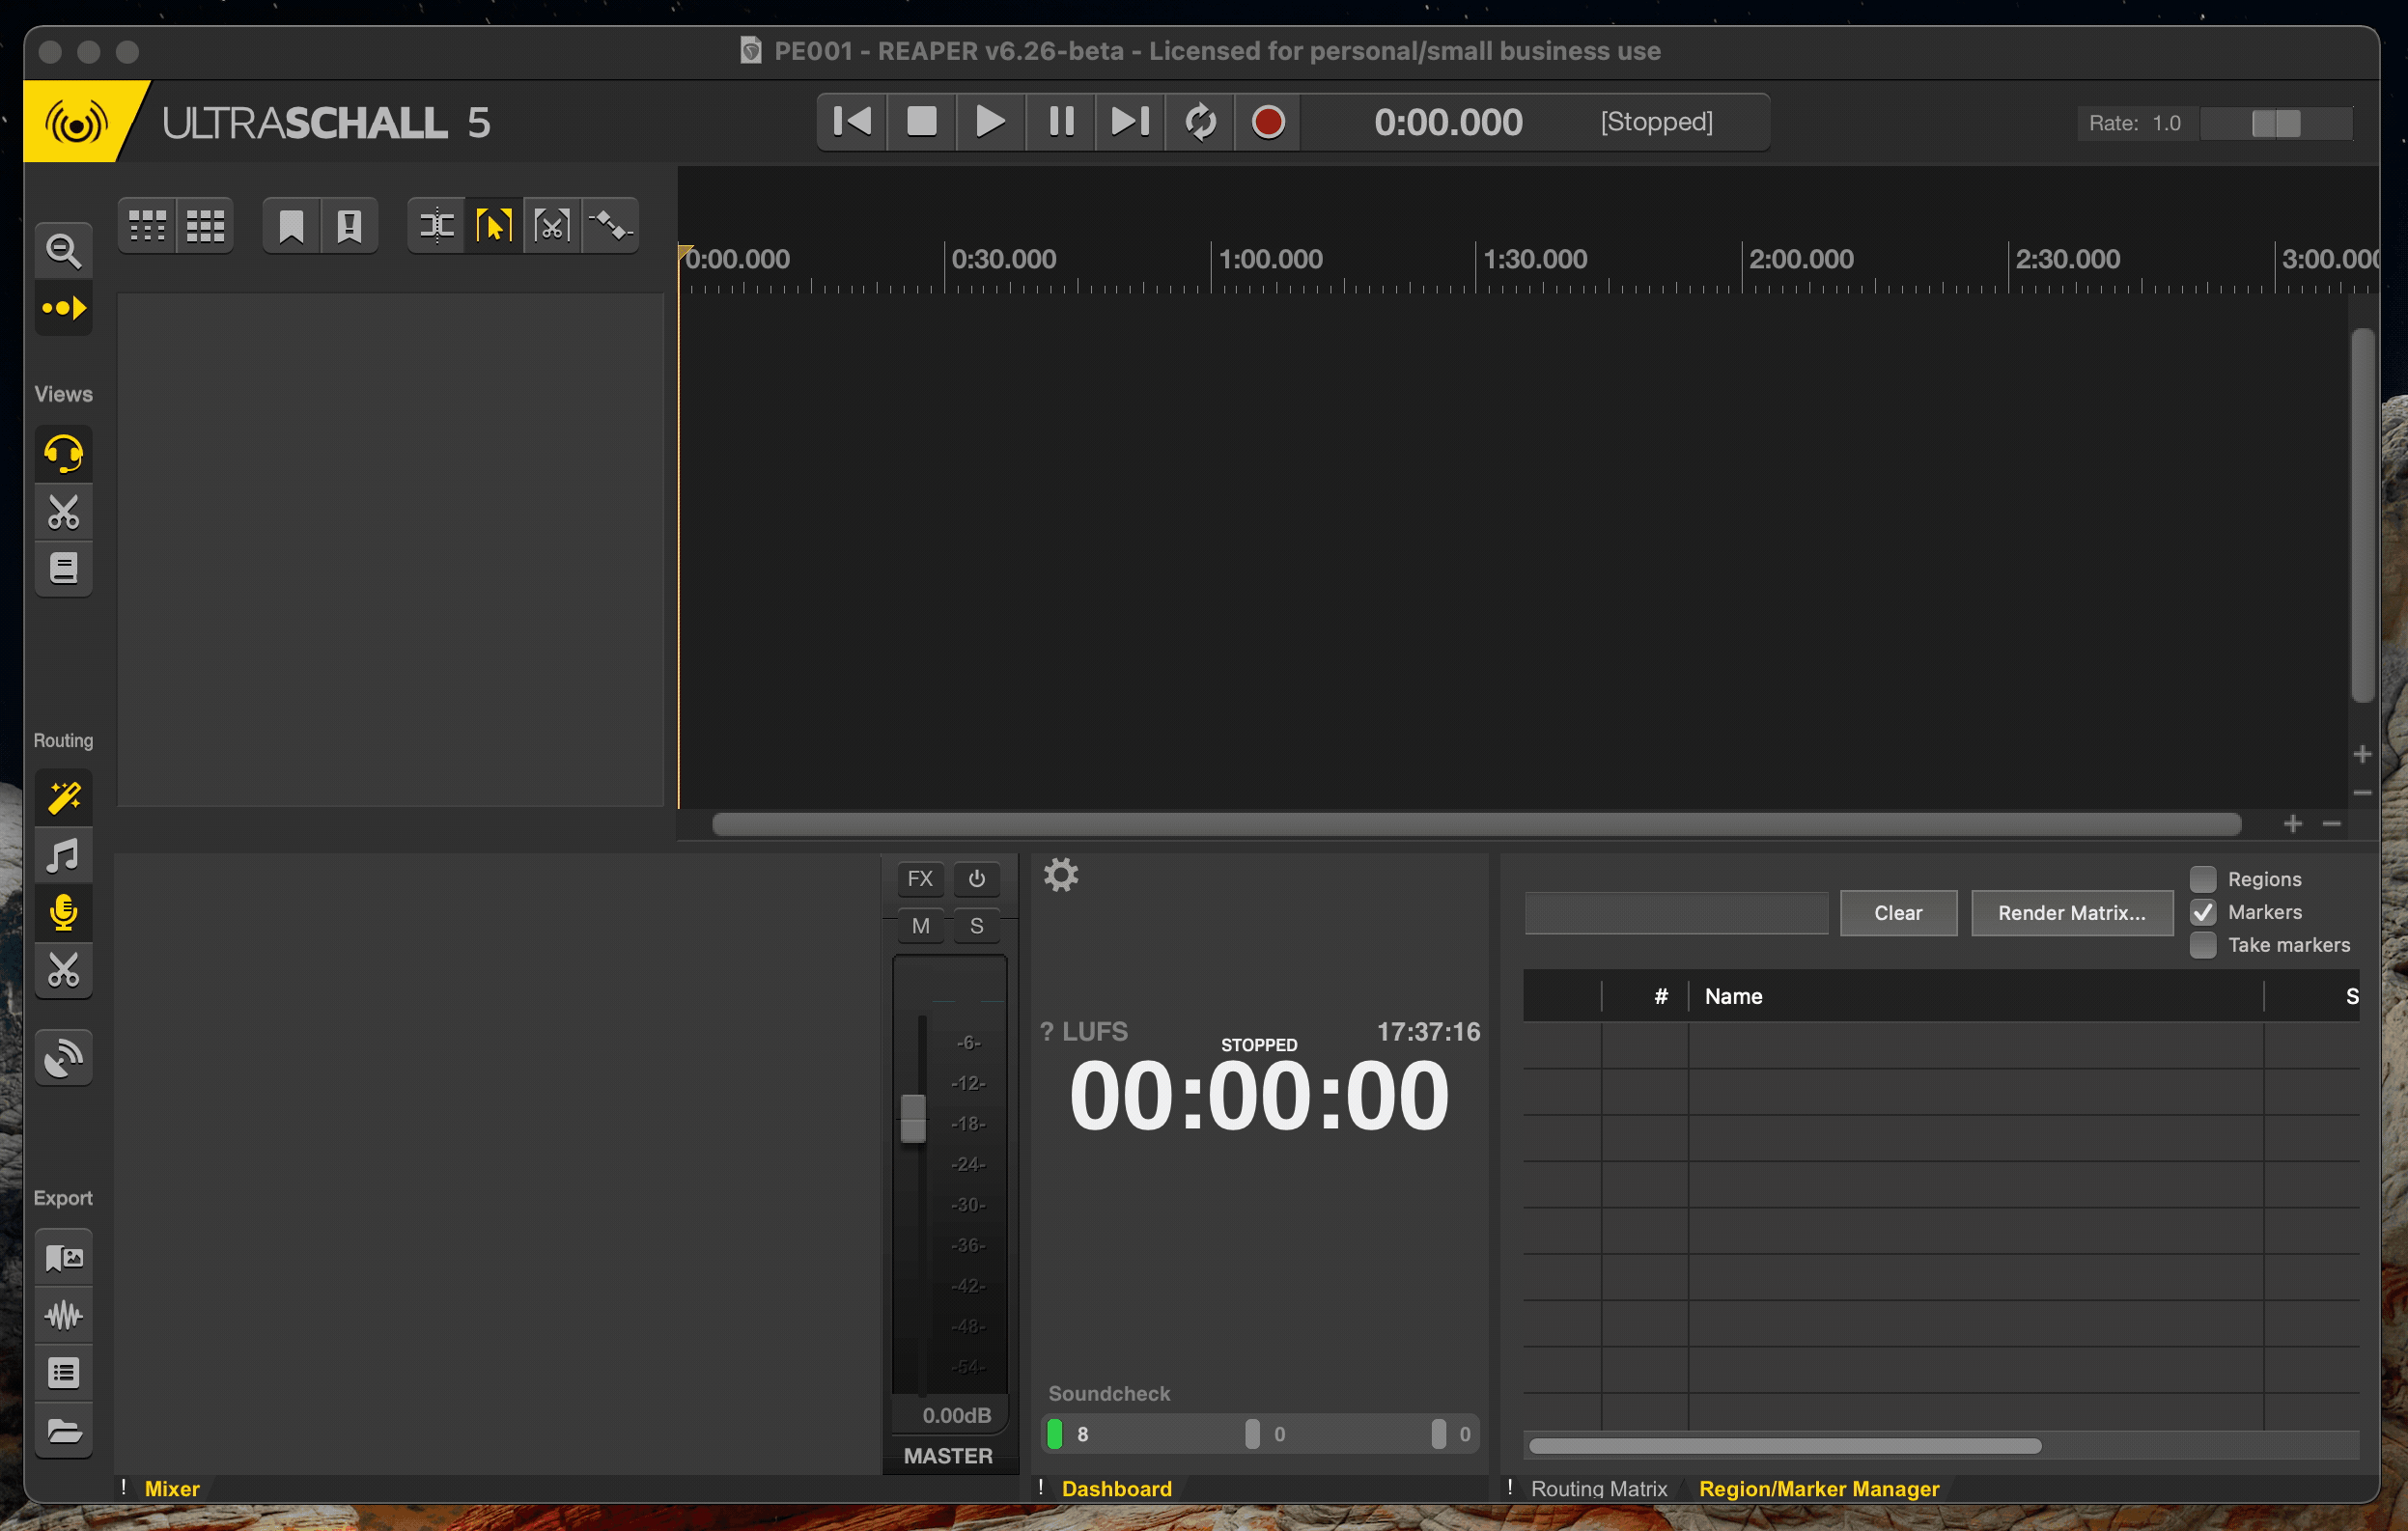 PE001 - REAPER v6.26-beta - Licensed for personal/small business use
ULTRASCHALL 5
0:00.000 [Stopped]
Rate: 1.0
0:00.000 0:30.000 1:00.000 1:30.000 2:00.000 2:30.000 3:00.000
Views
Routing
Export
FX
M S
-6-
-12-
-18-
-24-
-30-
-36-
-42-
-48-
-54-
0.00dB
MASTER
? LUFS 17:37:16
STOPPED
00:00:00
Soundcheck
8 0 0
Clear Render Matrix...
Regions
Markers
Take markers
# Name S
! Mixer
! Dashboard
! Routing Matrix Region/Marker Manager